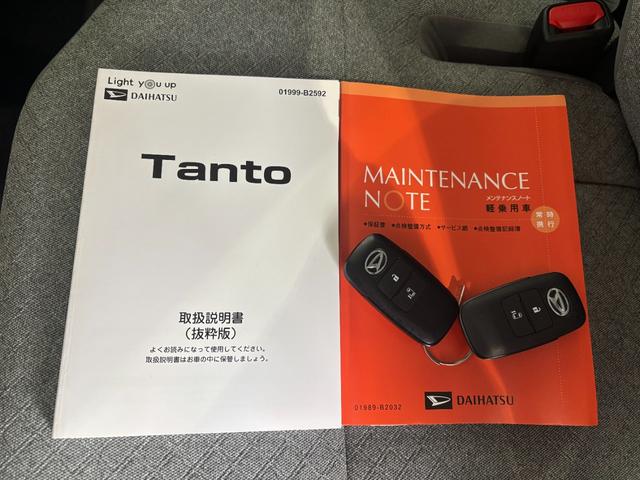 Light you up
DAIHATSU
01999-B2592
Tanto
取扱説明書
（抜粋版）
よくお読みになって使用してください。
取扱説明書はお車の中に保管しましょう。
MAINTENANCE
NOTE
メンテナンスノート
軽乗用車
常時
携行
●保証書 ●点検整備方式 ●サービス網 ●点検整備記録簿
DAIHATSU
01989-B2032